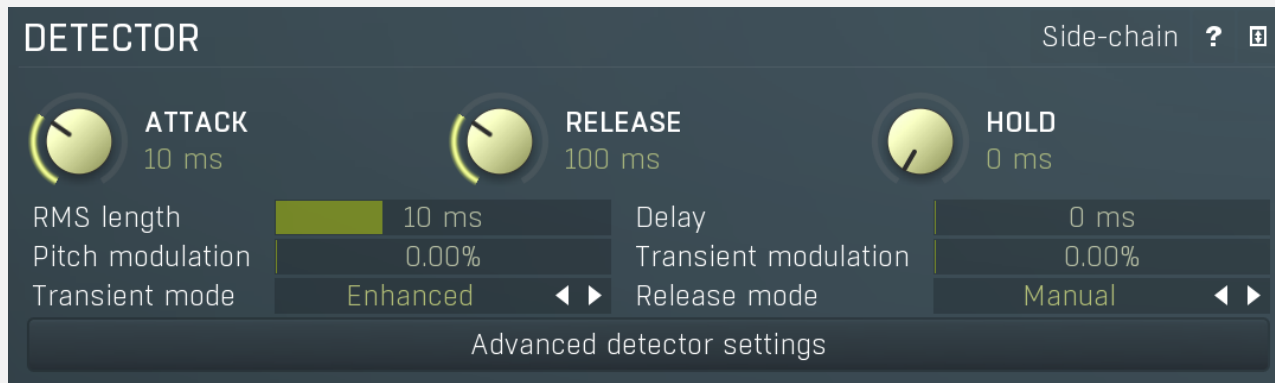 DETECTOR Side-chain ?
ATTACK RELEASE HOLD
10 ms 100 ms 0 ms
RMS length 10 ms Delay 0 ms
Pitch modulation 0.00% Transient modulation 0.00%
Transient mode Enhanced Release mode Manual
Advanced detector settings